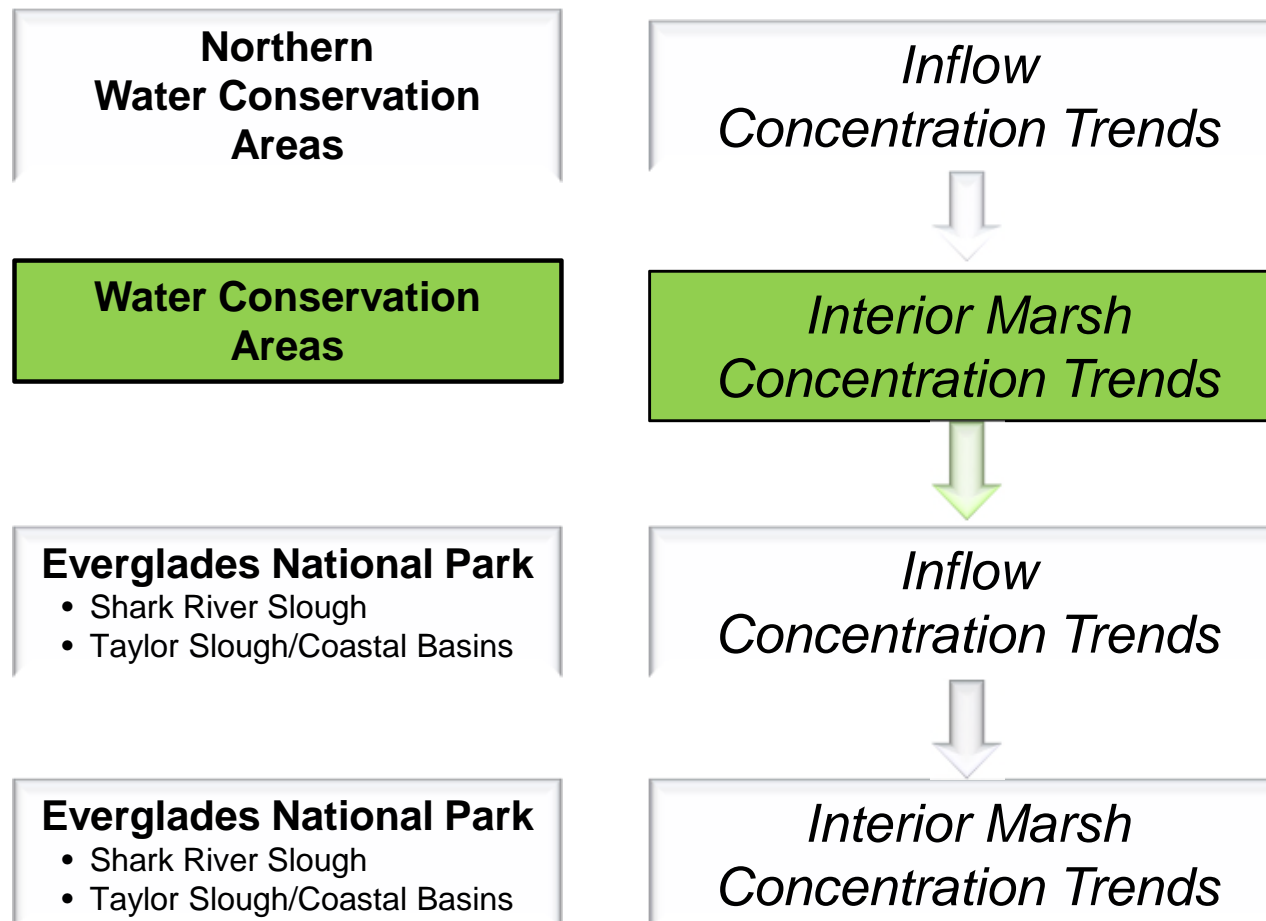 Northern
Water Conservation
Areas
Inflow
Concentration Trends
Water Conservation
Areas
Interior Marsh
Concentration Trends
Everglades National Park
• Shark River Slough
• Taylor Slough/Coastal Basins
Inflow
Concentration Trends
Everglades National Park
• Shark River Slough
• Taylor Slough/Coastal Basins
Interior Marsh
Concentration Trends